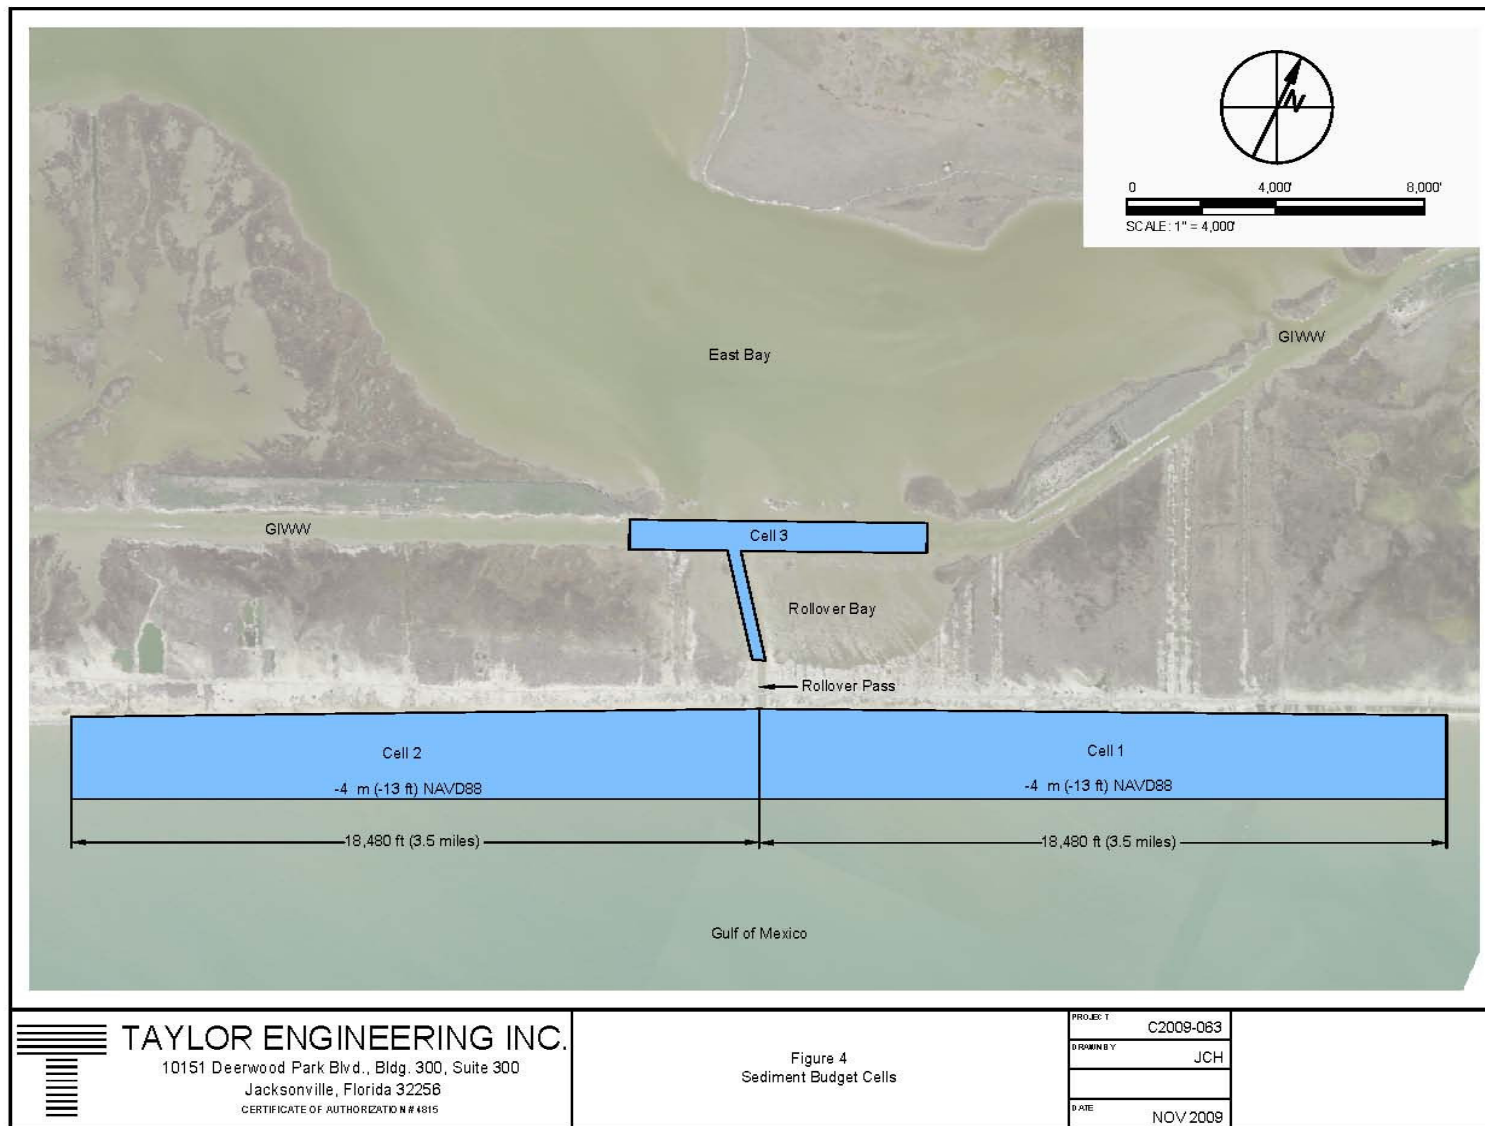 N
0 4,000' 8,000'
SCALE: 1" = 4,000'
East Bay
GIWW
GIWW
Cell 3
Rollover Bay
Rollover Pass
Cell 2
Cell 1
-4 m (-13 ft) NAVD88
-4 m (-13 ft) NAVD88
18,480 ft (3.5 miles)
18,480 ft (3.5 miles)
Gulf of Mexico
TAYLOR ENGINEERING INC.
10151 Deerwood Park Blvd., Bldg. 300, Suite 300
Jacksonville, Florida 32256
CERTIFICATE OF AUTHORIZATION # 4815
Figure 4
Sediment Budget Cells
PROJECT
C2009-063
DRAWN BY
JCH
DATE
NOV 2009